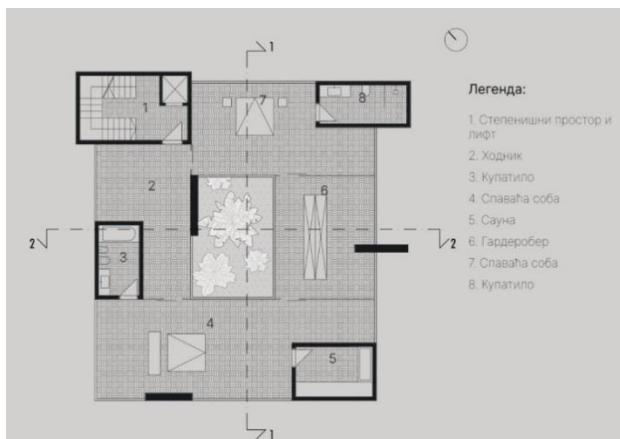 1
Легенда:
1. Степенишни простор и
лифт
2. Ходник
3. Купатило
4. Спаваћа соба
5. Сауна
6. Гардеробер
7. Спаваћа соба
8. Купатило
1
7
8
2
6
2
2
3
4
5
1